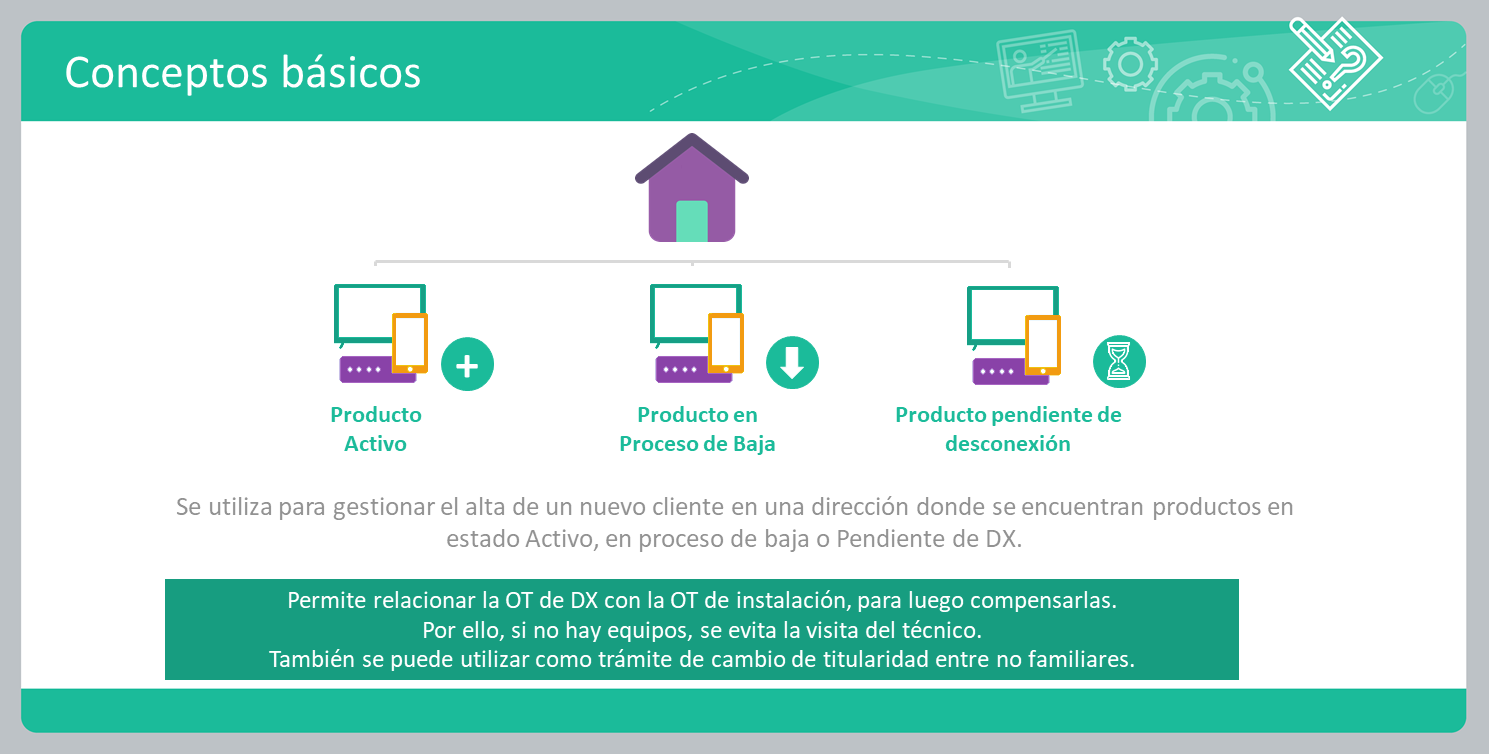 Conceptos básicos
Producto
Activo
Producto en
Proceso de Baja
Producto pendiente de
desconexión
Se utiliza para gestionar el alta de un nuevo cliente en una dirección donde se encuentran productos en
estado Activo, en proceso de baja o Pendiente de DX.
Permite relacionar la OT de DX con la OT de instalación, para luego compensarlas.
Por ello, si no hay equipos, se evita la visita del técnico.
También se puede utilizar como trámite de cambio de titularidad entre no familiares.